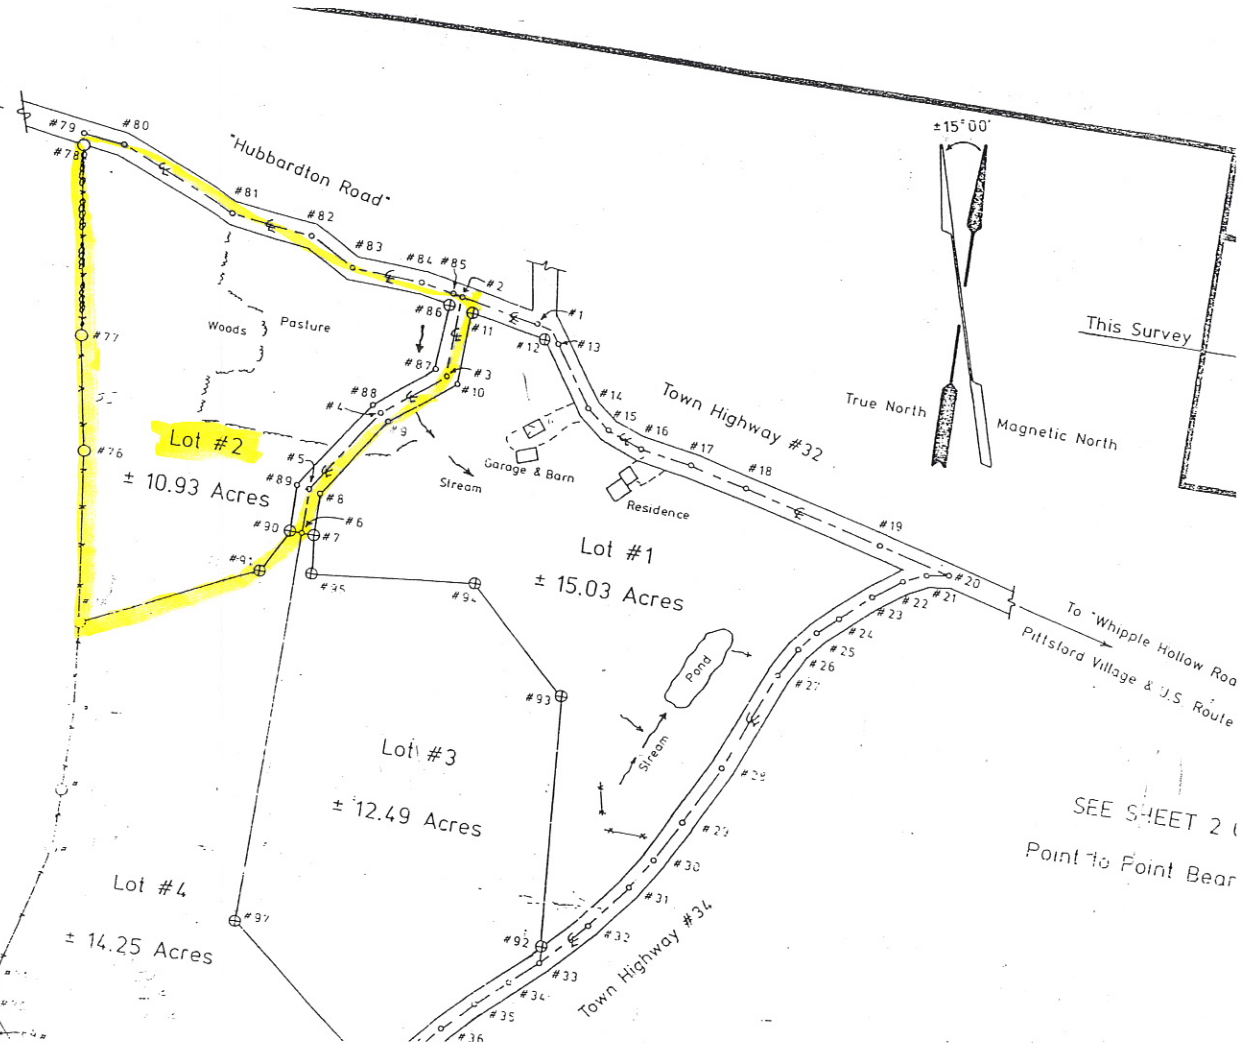 ±15°00'
#79
#80
#78
"Hubbardton Road"
#81
#82
#83
#84
#85
#2
#86
#11
#1
#12
#13
Woods
Pasture
#77
This Survey
#87
#3
#10
#88
#4
#9
#14
#15
#16
#17
#18
Town Highway #32
True North
Magnetic North
Lot #2
#76
± 10.93 Acres
#5
#89
#8
Garage & Barn
Stream
Residence
#90
#6
#7
#19
Lot #1
± 15.03 Acres
#91
#95
#94
#20
#21
#22
#23
#24
#25
#26
#27
To "Whipple Hollow Roa
Pittsford Village & U.S. Route 7
Pond
#93
Stream
Lot #3
± 12.49 Acres
#28
#29
SEE SHEET 2
Point To Point Bear
#30
#31
Lot #4
± 14.25 Acres
#97
#92
#32
#33
#34
#35
#36
Town Highway #34